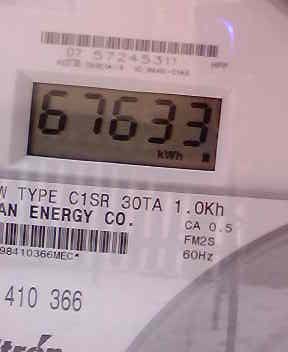 07 57245311
67633
kWh
W TYPE C1SR 30TA 1.0Kh
AN ENERGY CO.
CA 0.5
FM2S
98410366MEC*
60Hz
410 366
trón